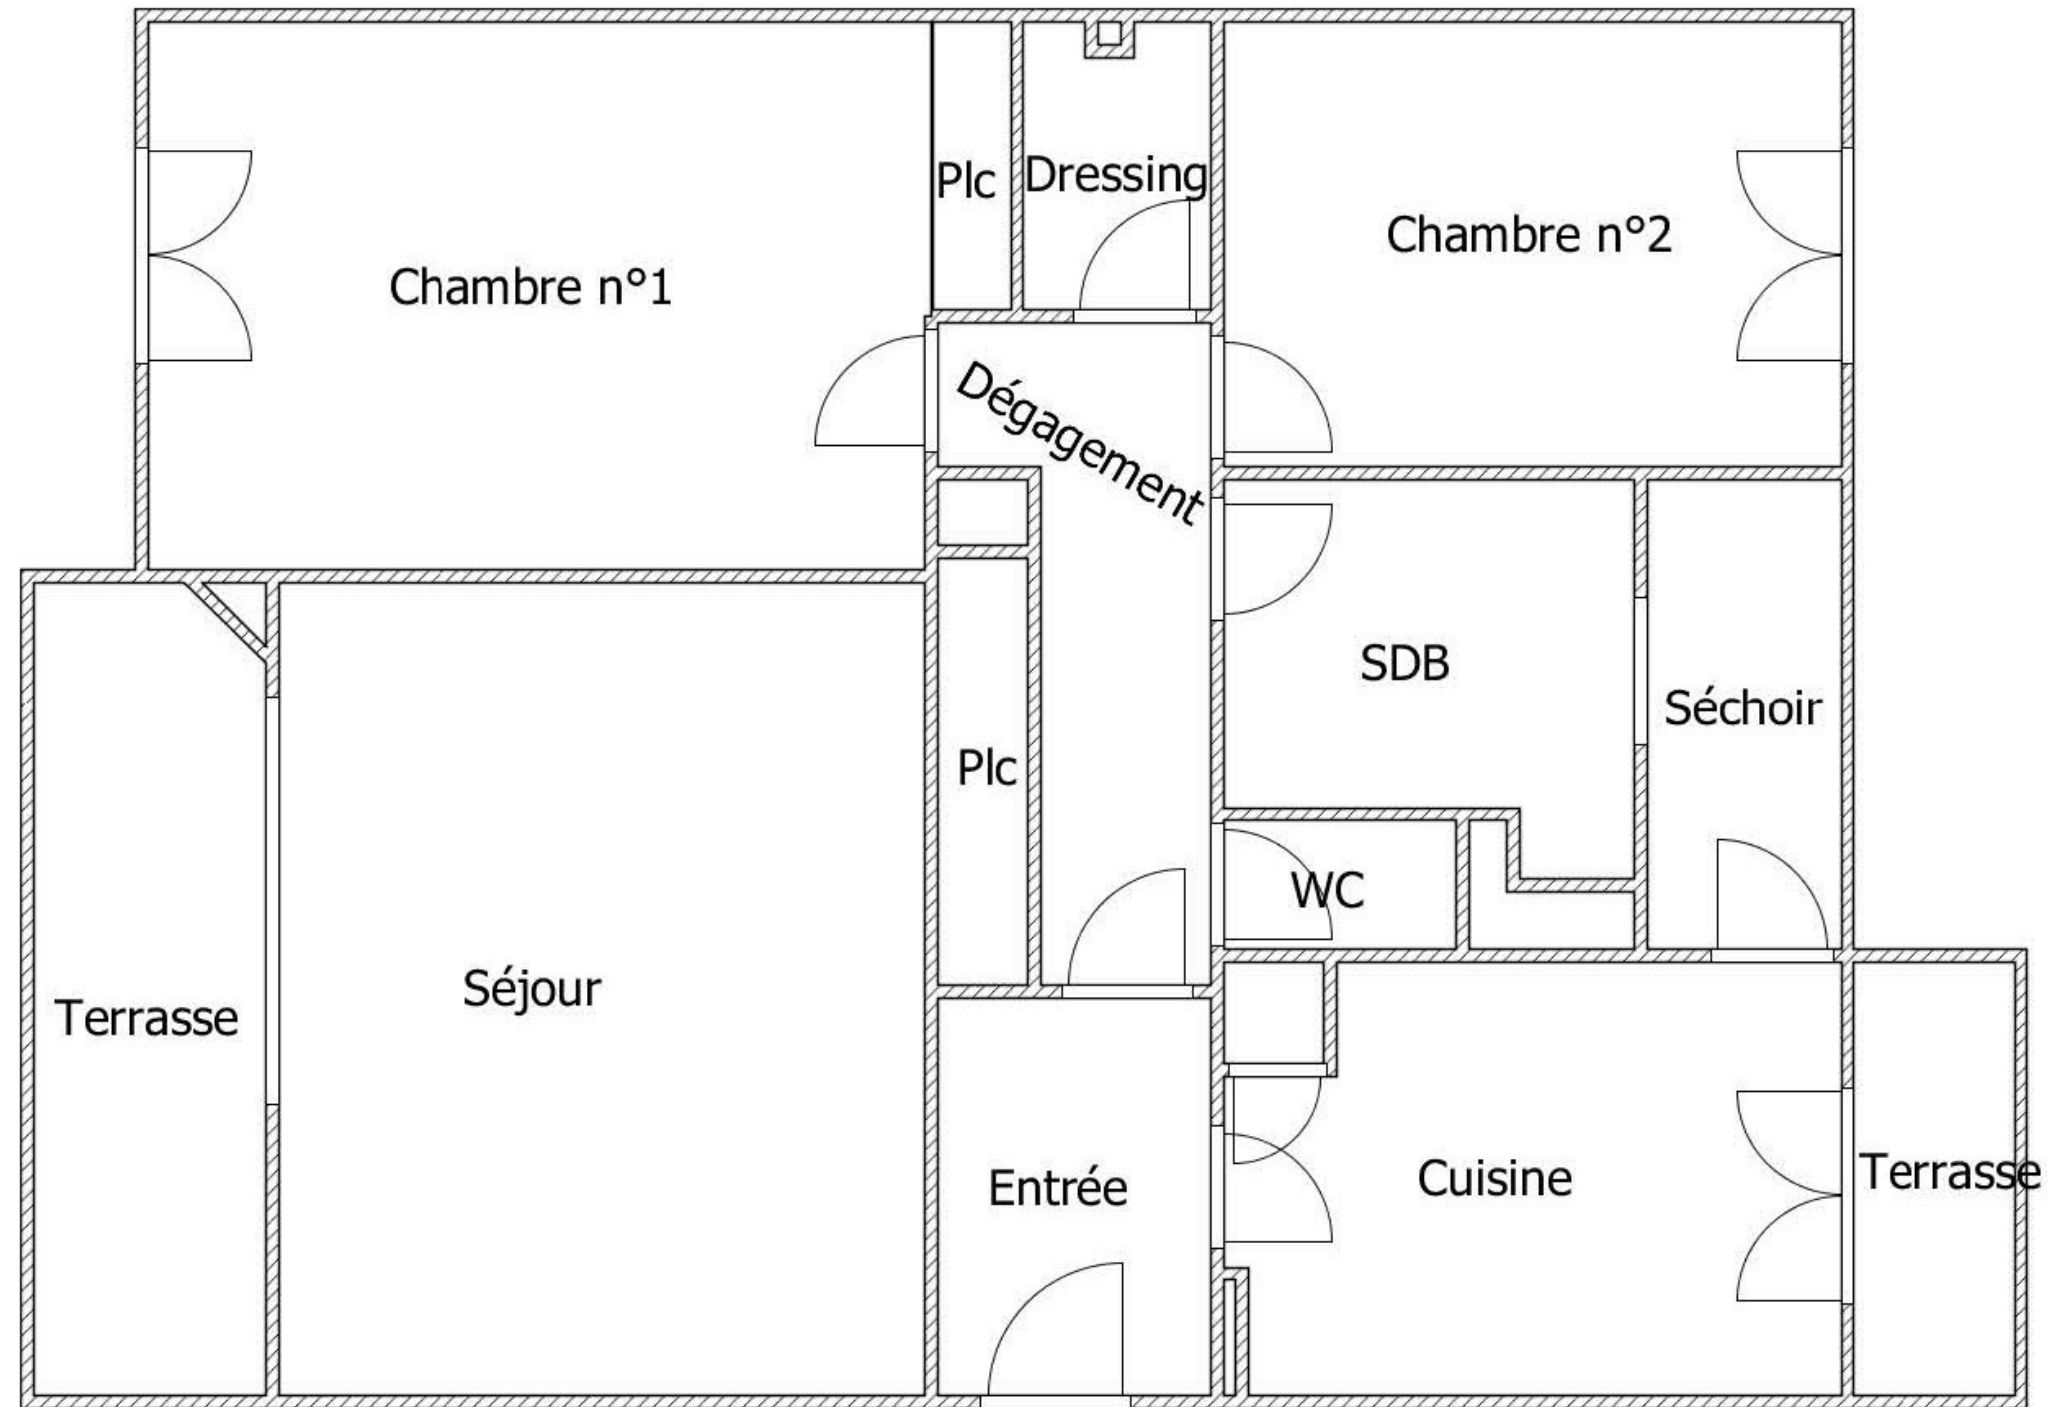 Plc
Dressing
Chambre n°2
Chambre n°1
Dégagement
SDB
Séchoir
Plc
WC
Séjour
Terrasse
Entrée
Cuisine
Terrasse